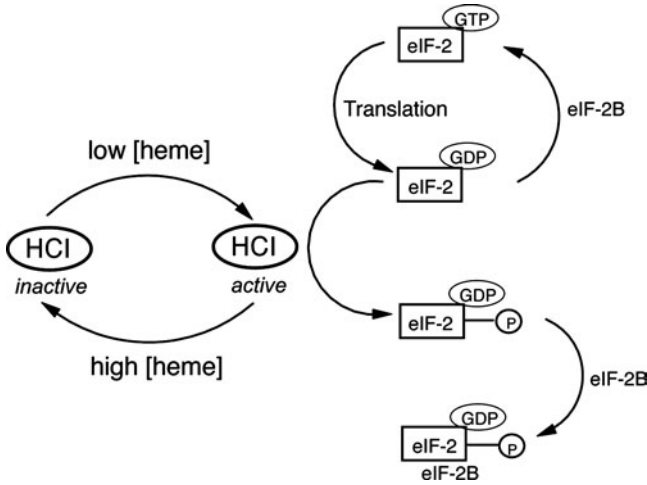 GTP
eIF-2
Translation
eIF-2B
GDP
eIF-2
low [heme]
HCI
inactive
HCI
active
high [heme]
GDP
eIF-2
P
eIF-2B
GDP
eIF-2
P
eIF-2B